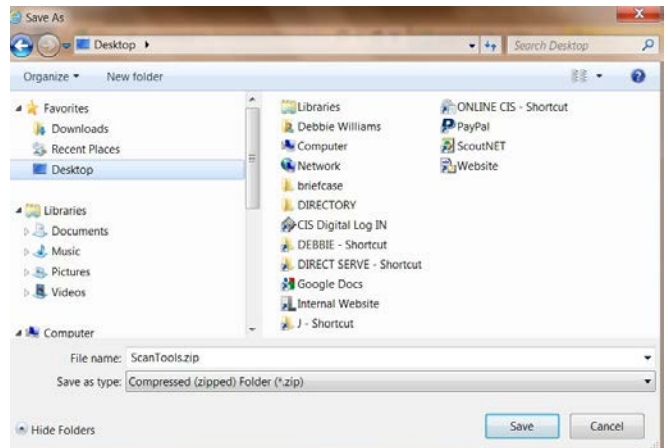 Save As
Desktop
Search Desktop
Organize New folder
Favorites
Downloads
Recent Places
Desktop
Libraries
Documents
Music
Pictures
Videos
Computer
Libraries
Debbie Williams
Computer
Network
briefcase
DIRECTORY
CIS Digital Log IN
DEBBIE - Shortcut
DIRECT SERVE - Shortcut
Google Docs
Internal Website
J - Shortcut
ONLINE CIS - Shortcut
PayPal
ScoutNET
Website
File name: ScanTools.zip
Save as type: Compressed (zipped) Folder (*.zip)
Hide Folders
Save Cancel